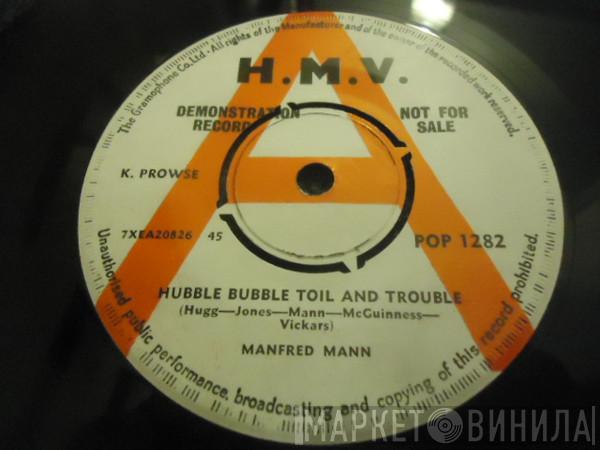 The Gramophone Co. Ltd. · All rights of the Manufacturer and of the owner of the recorded work reserved.
H.M.V.
DEMONSTRATION
RECORD
NOT FOR
SALE
K. PROWSE
7XEA20826 45
POP 1282
HUBBLE BUBBLE TOIL AND TROUBLE
(Hugg—Jones—Mann—McGuinness—
Vickars)
MANFRED MANN
Unauthorised public performance, broadcasting and copying of this record prohibited.
МАРКЕТ ВИНИЛА